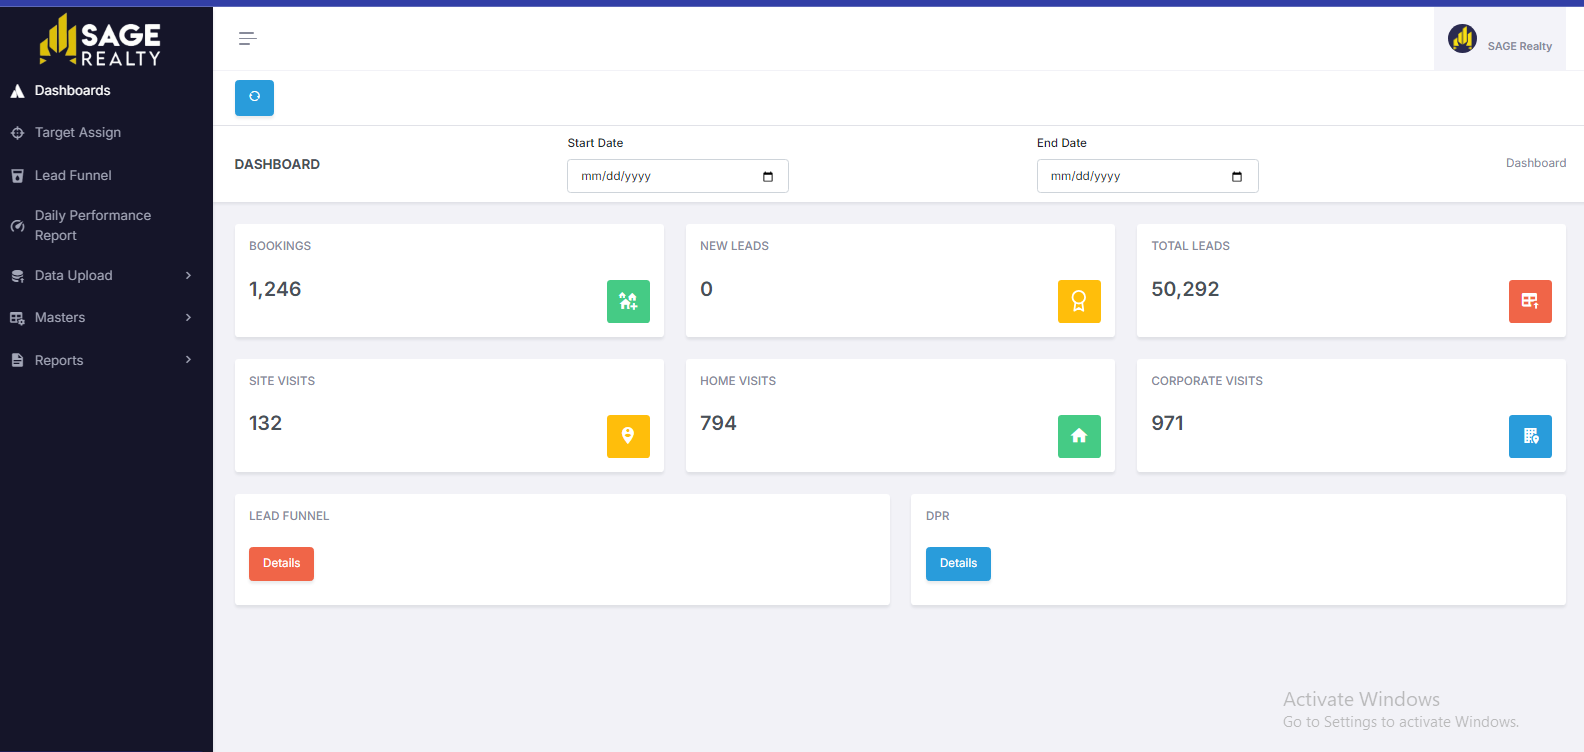 SAGE
REALTY
Dashboards
Target Assign
Lead Funnel
Daily Performance
Report
Data Upload
Masters
Reports
SAGE Realty
DASHBOARD
Start Date
mm/dd/yyyy
End Date
mm/dd/yyyy
Dashboard
BOOKINGS
1,246
NEW LEADS
0
TOTAL LEADS
50,292
SITE VISITS
132
HOME VISITS
794
CORPORATE VISITS
971
LEAD FUNNEL
Details
DPR
Details
Activate Windows
Go to Settings to activate Windows.